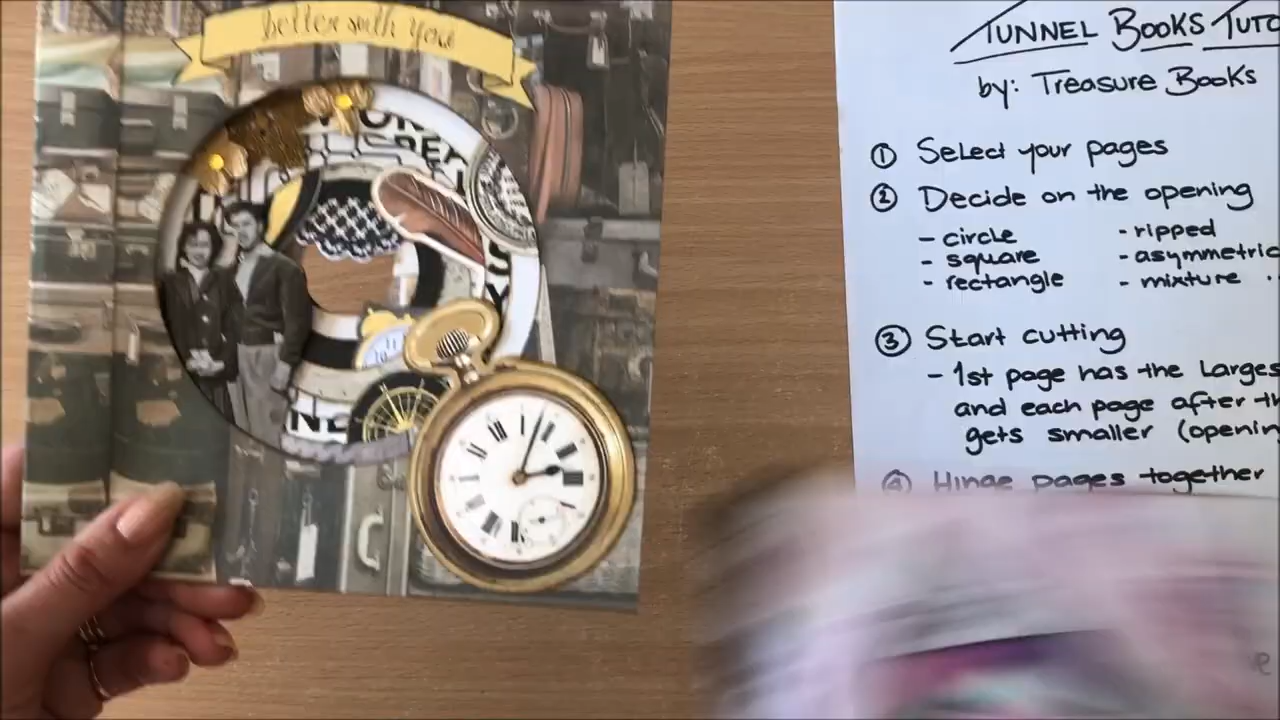 better with you
TUNNEL BOOKS TUTO
by: Treasure Books
① Select your pages
② Decide on the opening
- circle - ripped
- square - asymmetric
- rectangle - mixture
③ Start cutting
- 1st page has the Larges
and each page after th
gets smaller (openin
④ Hinge pages together